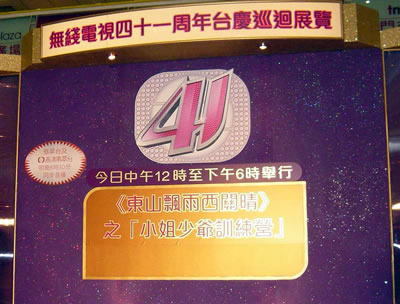 無綫電視四十一周年台慶巡迴展覽
41
今日中午12時至下午6時舉行
《東山飄雨西關晴》
之「小姐少爺訓練營」
laza